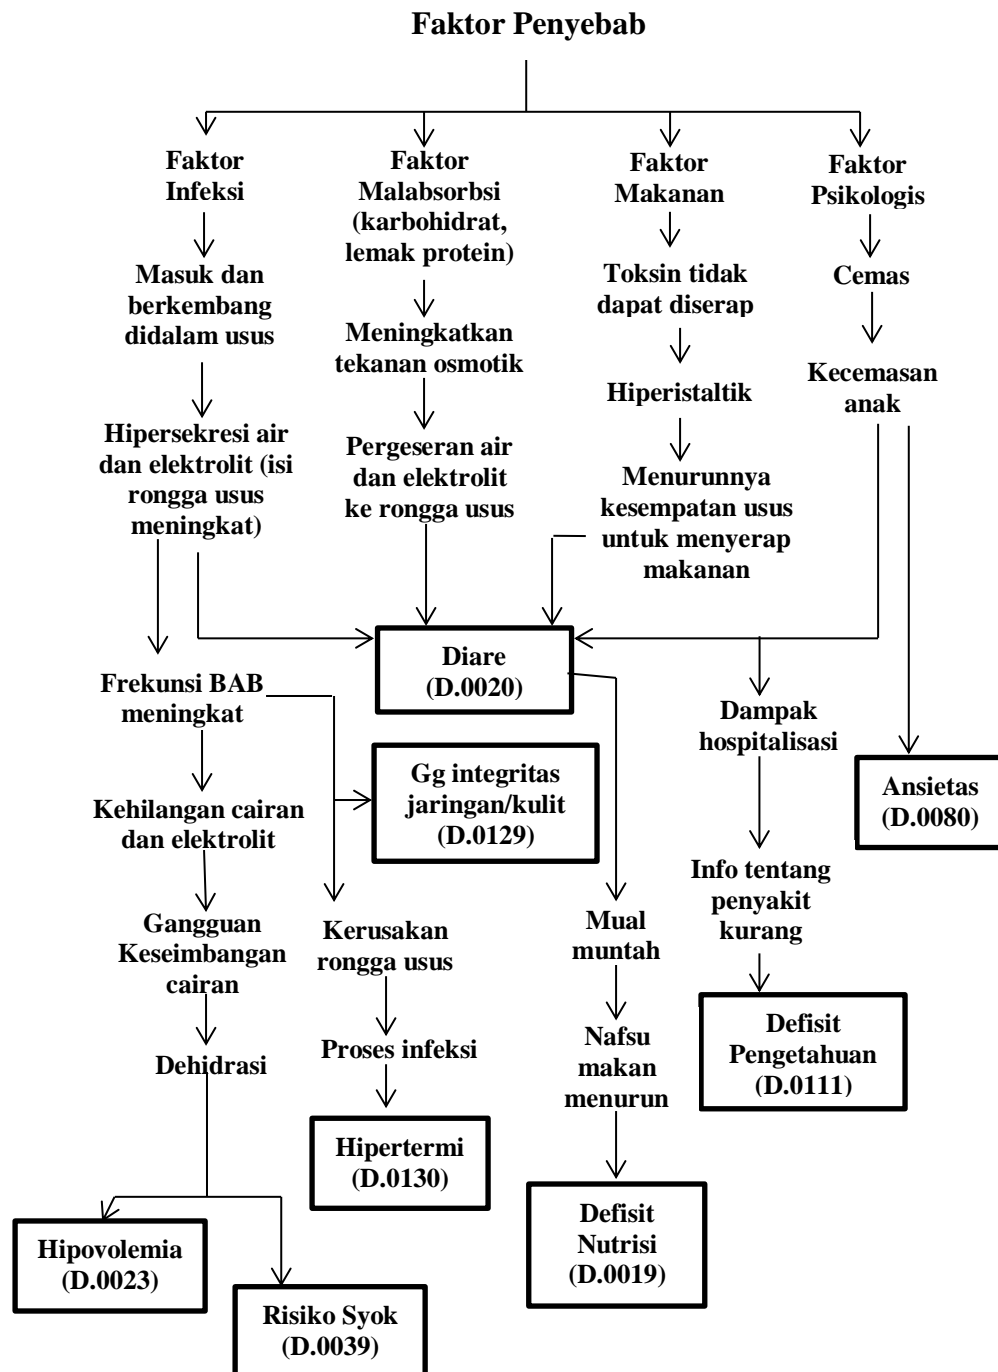 Faktor Penyebab
Faktor
Infeksi
Faktor
Malabsorbsi
(karbohidrat,
lemak protein)
Faktor
Makanan
Faktor
Psikologis
Masuk dan
berkembang
didalam usus
Meningkatkan
tekanan osmotik
Toksin tidak
dapat diserap
Cemas
Hiperistaltik
Kecemasan
anak
Hipersekresi air
dan elektrolit (isi
rongga usus
meningkat)
Pergeseran air
dan elektrolit
ke rongga usus
Menurunnya
kesempatan usus
untuk menyerap
makanan
Diare
(D.0020)
Frekunsi BAB
meningkat
Dampak
hospitalisasi
Gg integritas
jaringan/kulit
(D.0129)
Ansietas
(D.0080)
Kehilangan cairan
dan elektrolit
Info tentang
penyakit
kurang
Gangguan
Keseimbangan
cairan
Kerusakan
rongga usus
Mual
muntah
Defisit
Pengetahuan
(D.0111)
Dehidrasi
Proses infeksi
Nafsu
makan
menurun
Hipertermi
(D.0130)
Defisit
Nutrisi
(D.0019)
Hipovolemia
(D.0023)
Risiko Syok
(D.0039)